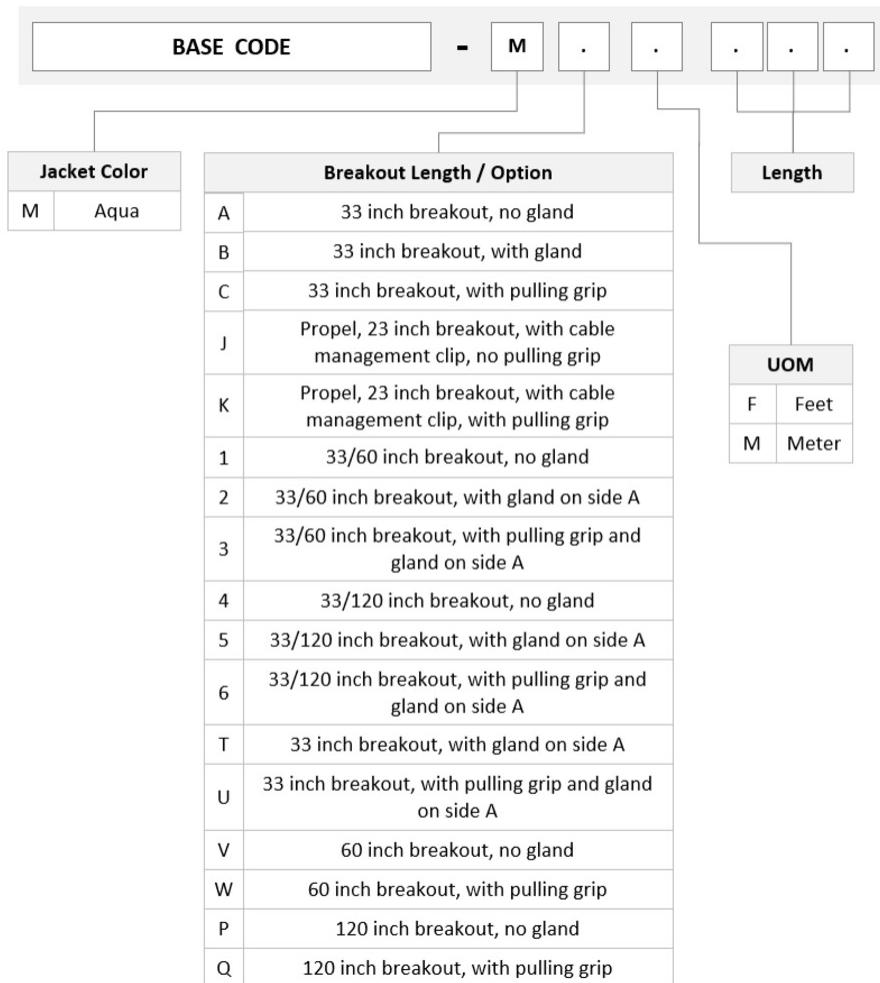 BASE CODE - M . . . . .
Jacket Color
M Aqua
Breakout Length / Option
A 33 inch breakout, no gland
B 33 inch breakout, with gland
C 33 inch breakout, with pulling grip
J Propel, 23 inch breakout, with cable
management clip, no pulling grip
K Propel, 23 inch breakout, with cable
management clip, with pulling grip
1 33/60 inch breakout, no gland
2 33/60 inch breakout, with gland on side A
3 33/60 inch breakout, with pulling grip and
gland on side A
4 33/120 inch breakout, no gland
5 33/120 inch breakout, with gland on side A
6 33/120 inch breakout, with pulling grip and
gland on side A
T 33 inch breakout, with gland on side A
U 33 inch breakout, with pulling grip and gland
on side A
V 60 inch breakout, no gland
W 60 inch breakout, with pulling grip
P 120 inch breakout, no gland
Q 120 inch breakout, with pulling grip
Length
UOM
F Feet
M Meter